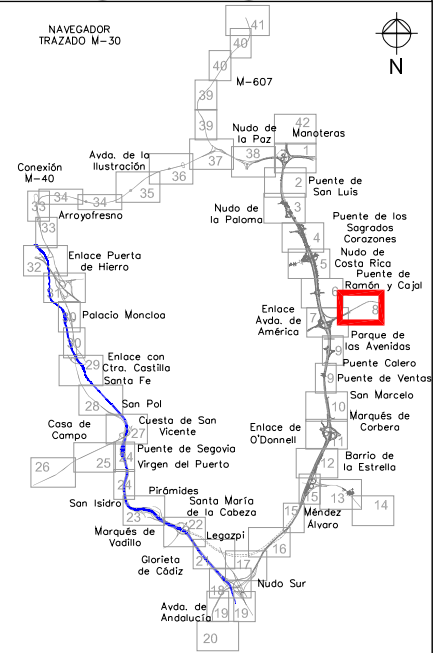 NAVEGADOR
TRAZADO M-30
N
41
40
40
M-607
39
39
42
Nudo de
la Paz
Manoteras
Avda. de la
Ilustración
37
38
1
36
Conexión
M-40
35
34
34
33
Arroyofresno
33
2
Puente de
San Luis
3
Nudo de
la Paloma
Puente de los
Sagrados
Corazones
4
Nudo de
Costa Rica
5
Puente de
Ramón y Cajal
6
8
Enlace Puerta
de Hierro
32
31
Enlace
Avda. de
América
7
Palacio Moncloa
30
Parque de
las Avenidas
9
Puente Calero
Enlace con
Ctra. Castilla
29
Santa Fe
9
Puente de Ventas
San Marcelo
10
28
San Pol
Marqués de
Corbera
Casa de
Campo
Cuesta de San
Vicente
27
Enlace de
O'Donnell
Puente de Segovia
24
25
26
Virgen del Puerto
Barrio de
la Estrella
12
24
Pirámides
San Isidro
Santa María
de la Cabeza
15
13
14
23
15
Méndez
Álvaro
Marqués de
Vadillo
22
Legazpi
16
Glorieta
de Cádiz
17
18
Nudo Sur
Avda. de
Andalucía
19
19
20